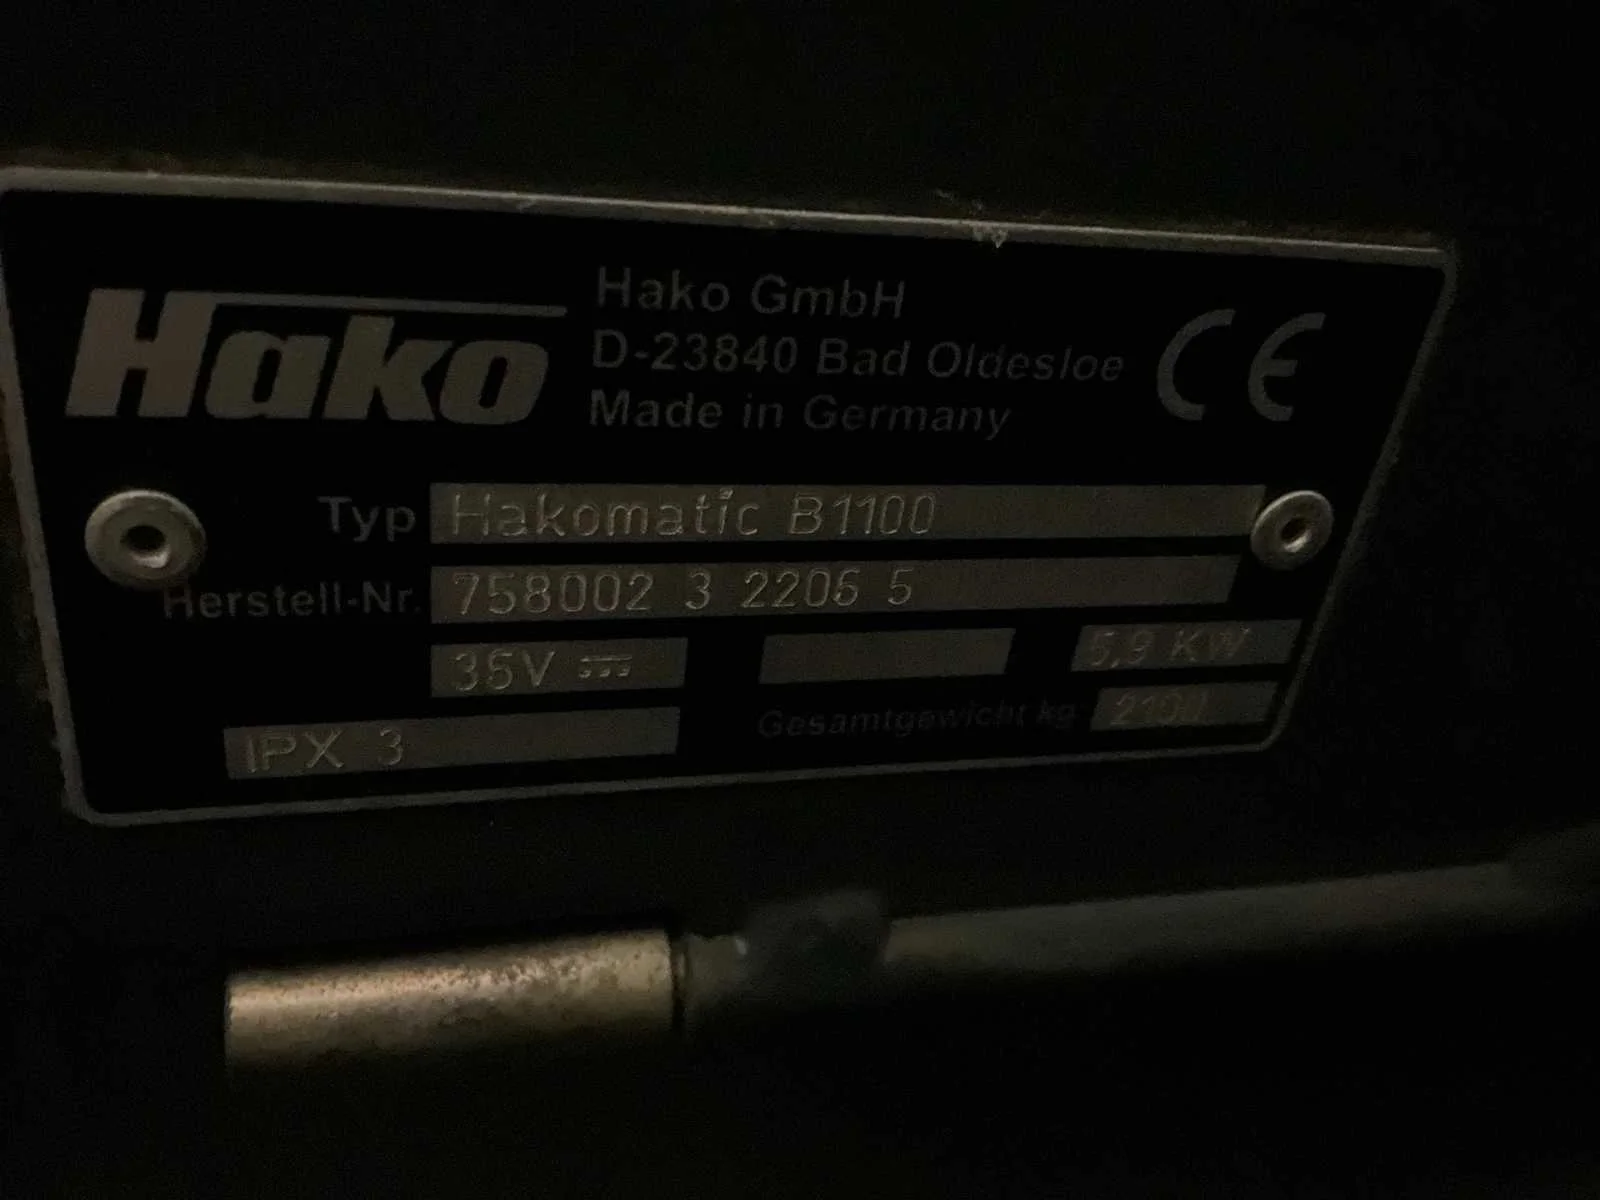 Hako
Hako GmbH
D-23840 Bad Oldesloe
Made in Germany
CE
Typ Hakomatic B1100
Herstell-Nr. 758002 3 2206 5
36V 5,9 KW
IPX 3 Gesamtgewicht kg 2100